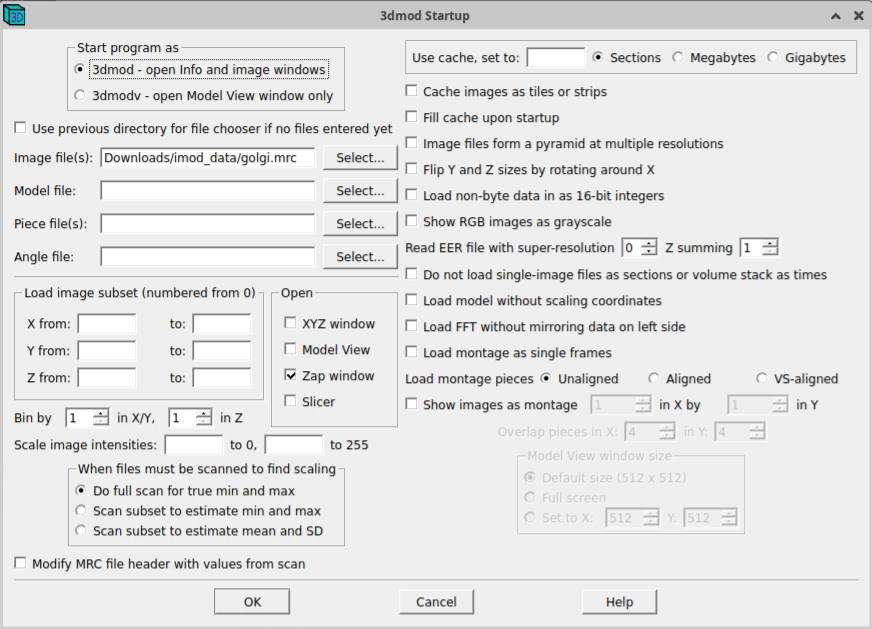 3dmod Startup
Start program as
3dmod - open Info and image windows
3dmodv - open Model View window only
Use previous directory for file chooser if no files entered yet
Image file(s): Downloads/imod_data/golgi.mrc Select...
Model file: Select...
Piece file(s): Select...
Angle file: Select...
Load image subset (numbered from 0)
X from: to:
Y from: to:
Z from: to:
Open
XYZ window
Model View
Zap window
Slicer
Bin by 1 in X/Y, 1 in Z
Scale image intensities: to 0, to 255
When files must be scanned to find scaling
Do full scan for true min and max
Scan subset to estimate min and max
Scan subset to estimate mean and SD
Modify MRC file header with values from scan
Use cache, set to: Sections Megabytes Gigabytes
Cache images as tiles or strips
Fill cache upon startup
Image files form a pyramid at multiple resolutions
Flip Y and Z sizes by rotating around X
Load non-byte data in as 16-bit integers
Show RGB images as grayscale
Read EER file with super-resolution 0 Z summing 1
Do not load single-image files as sections or volume stack as times
Load model without scaling coordinates
Load FFT without mirroring data on left side
Load montage as single frames
Load montage pieces Unaligned Aligned VS-aligned
Show images as montage 1 in X by 1 in Y
Overlap pieces in X: 4 in Y: 4
Model View window size
Default size (512 x 512)
Full screen
Set to X: 512 Y: 512
OK Cancel Help